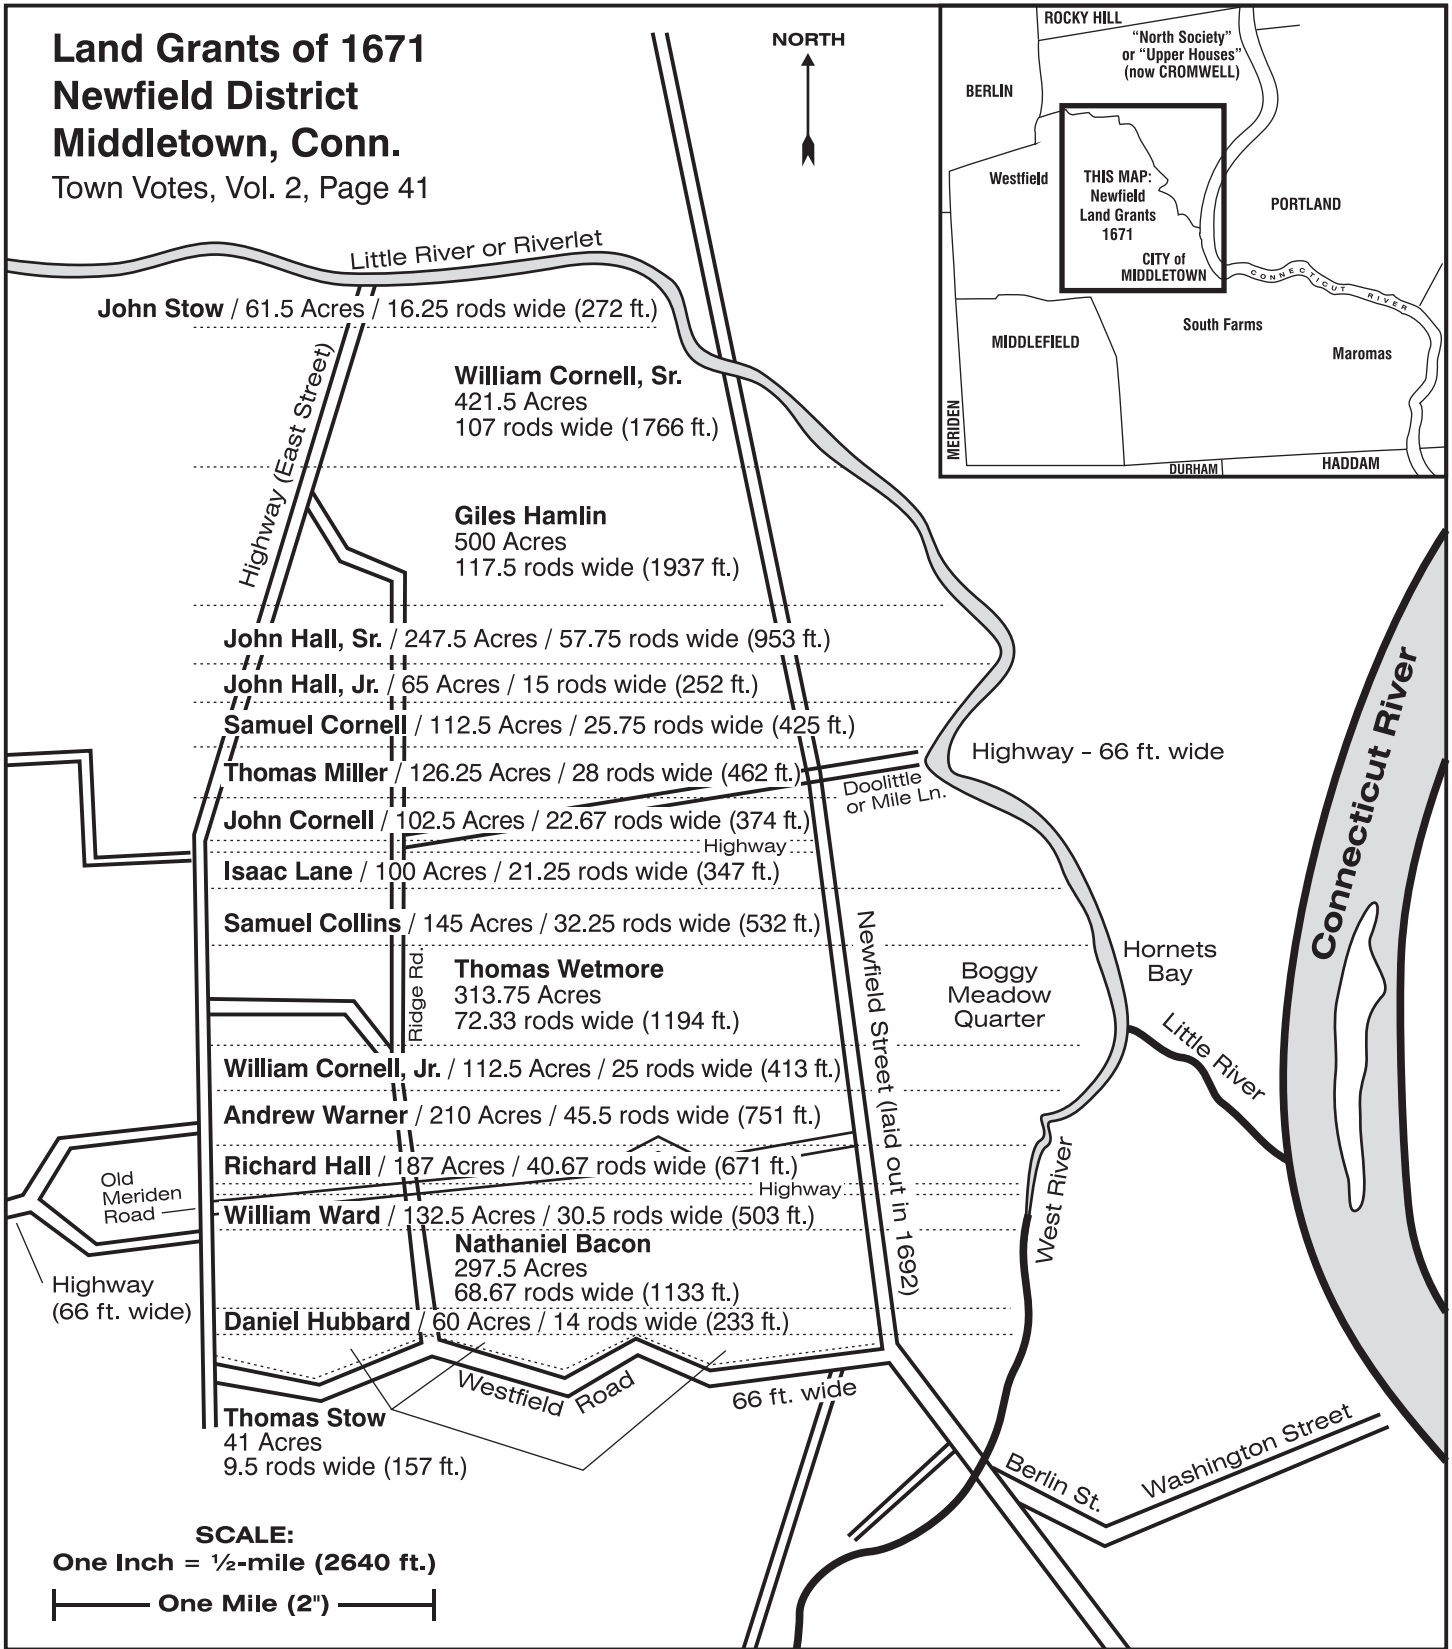 Land Grants of 1671
Newfield District
Middletown, Conn.
Town Votes, Vol. 2, Page 41
NORTH
ROCKY HILL
“North Society”
or “Upper Houses”
(now CROMWELL)
BERLIN
Westfield
THIS MAP:
Newfield
Land Grants
1671
PORTLAND
CITY of
MIDDLETOWN
CONNECTICUT RIVER
South Farms
MIDDLEFIELD
Maromas
MERIDEN
DURHAM
HADDAM
Little River or Riverlet
John Stow / 61.5 Acres / 16.25 rods wide (272 ft.)
Highway (East Street)
William Cornell, Sr.
421.5 Acres
107 rods wide (1766 ft.)
Giles Hamlin
500 Acres
117.5 rods wide (1937 ft.)
John Hall, Sr. / 247.5 Acres / 57.75 rods wide (953 ft.)
John Hall, Jr. / 65 Acres / 15 rods wide (252 ft.)
Samuel Cornell / 112.5 Acres / 25.75 rods wide (425 ft.)
Highway - 66 ft. wide
Thomas Miller / 126.25 Acres / 28 rods wide (462 ft.)
Doolittle
or Mile Ln.
John Cornell / 102.5 Acres / 22.67 rods wide (374 ft.)
Highway
Isaac Lane / 100 Acres / 21.25 rods wide (347 ft.)
Samuel Collins / 145 Acres / 32.25 rods wide (532 ft.)
Connecticut River
Newfield Street (laid out in 1692)
Ridge Rd.
Thomas Wetmore
313.75 Acres
72.33 rods wide (1194 ft.)
Boggy
Meadow
Quarter
Hornets
Bay
Little River
William Cornell, Jr. / 112.5 Acres / 25 rods wide (413 ft.)
Andrew Warner / 210 Acres / 45.5 rods wide (751 ft.)
Richard Hall / 187 Acres / 40.67 rods wide (671 ft.)
Old
Meriden
Road
Highway
West River
William Ward / 132.5 Acres / 30.5 rods wide (503 ft.)
Nathaniel Bacon
297.5 Acres
68.67 rods wide (1133 ft.)
Highway
(66 ft. wide)
Daniel Hubbard / 60 Acres / 14 rods wide (233 ft.)
Westfield Road
66 ft. wide
Thomas Stow
41 Acres
9.5 rods wide (157 ft.)
Berlin St.
Washington Street
SCALE:
One Inch = ½-mile (2640 ft.)
One Mile (2")